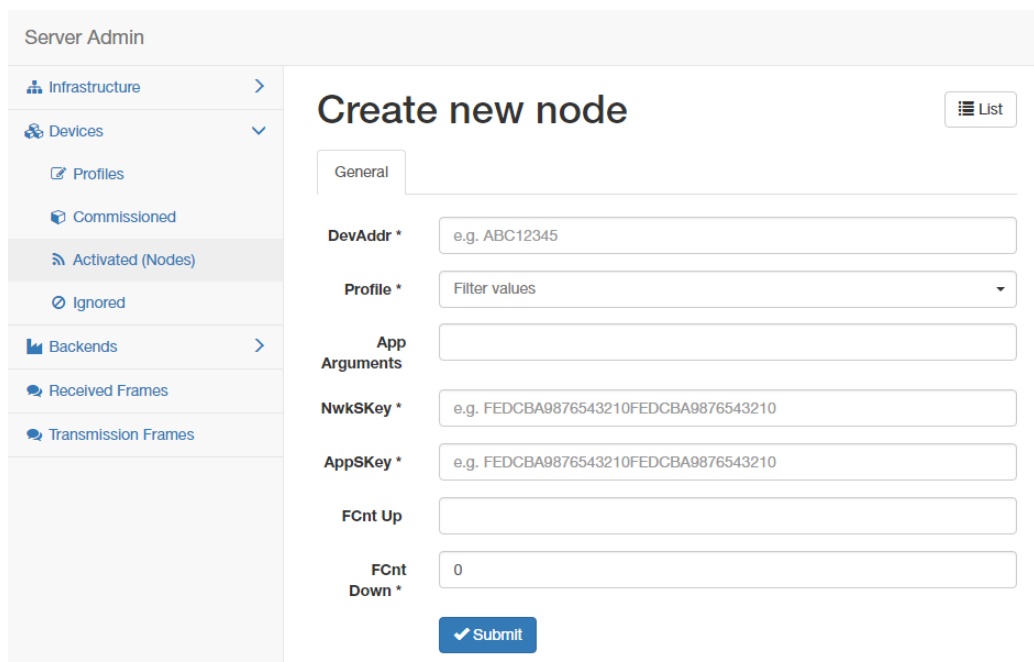 Server Admin
Infrastructure
Devices
Profiles
Commissioned
Activated (Nodes)
Ignored
Backends
Received Frames
Transmission Frames
Create new node
List
General
DevAddr *
e.g. ABC12345
Profile *
Filter values
App
Arguments
NwkSKey *
e.g. FEDCBA9876543210FEDCBA9876543210
AppSKey *
e.g. FEDCBA9876543210FEDCBA9876543210
FCnt Up
FCnt
Down *
0
Submit